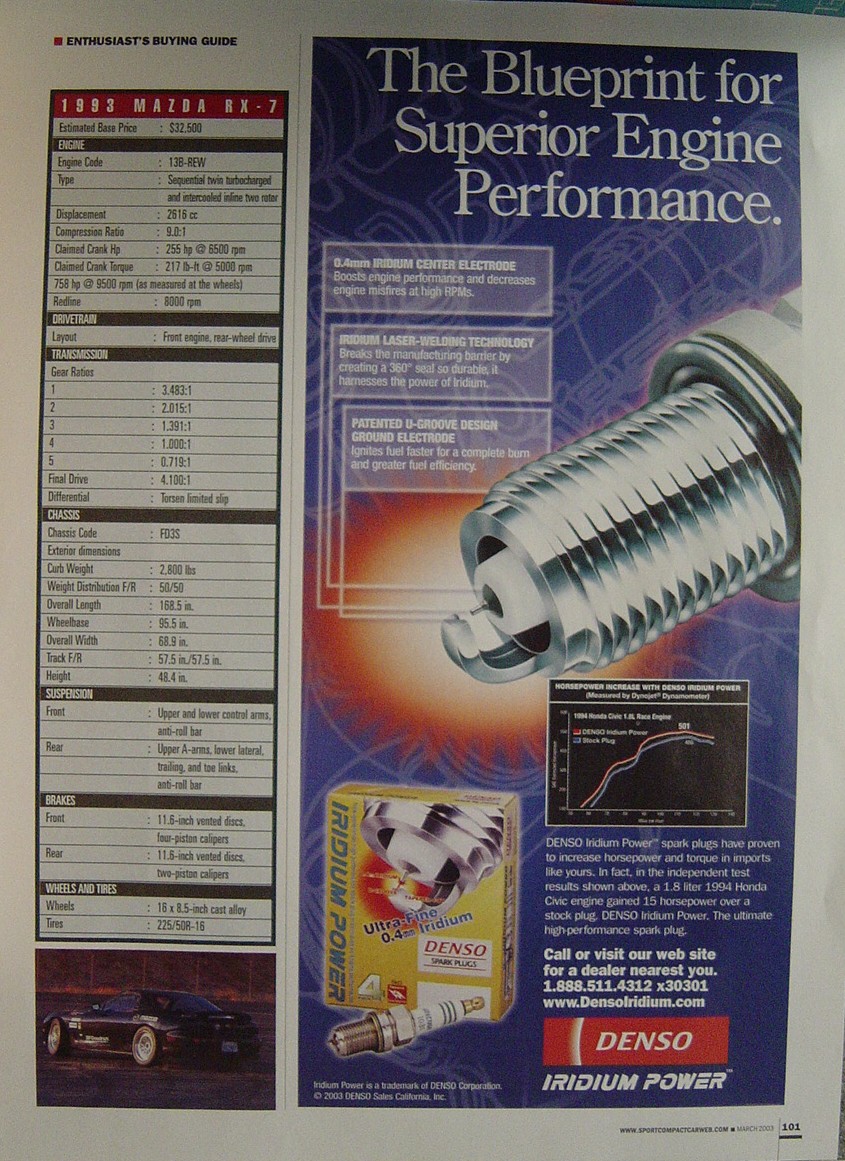 ENTHUSIAST'S BUYING GUIDE
1993 MAZDA RX-7
Estimated Base Price : $32,500
ENGINE
Engine Code : 13B-REW
Type : Sequential twin turbocharged
and intercooled inline two rotor
Displacement : 2616 cc
Compression Ratio : 9.0:1
Claimed Crank Hp : 255 hp @ 6500 rpm
Claimed Crank Torque : 217 lb-ft @ 5000 rpm
758 hp @ 9500 rpm (as measured at the wheels)
Redline : 8000 rpm
DRIVETRAIN
Layout : Front engine, rear-wheel drive
TRANSMISSION
Gear Ratios
1 : 3.483:1
2 : 2.015:1
3 : 1.391:1
4 : 1.000:1
5 : 0.719:1
Final Drive : 4.100:1
Differential : Torsen limited slip
CHASSIS
Chassis Code : FD3S
Exterior dimensions
Curb Weight : 2,800 lbs
Weight Distribution F/R : 50/50
Overall Length : 168.5 in.
Wheelbase : 95.5 in.
Overall Width : 68.9 in.
Track F/R : 57.5 in./57.5 in.
Height : 48.4 in.
SUSPENSION
Front : Upper and lower control arms,
anti-roll bar
Rear : Upper A-arms, lower lateral,
trailing, and toe links,
anti-roll bar
BRAKES
Front : 11.6-inch vented discs,
four-piston calipers
Rear : 11.6-inch vented discs,
two-piston calipers
WHEELS AND TIRES
Wheels : 16 x 8.5-inch cast alloy
Tires : 225/50R-16
The Blueprint for
Superior Engine
Performance.
0.4mm IRIDIUM CENTER ELECTRODE
Boosts engine performance and decreases
engine misfires at high RPMs.
IRIDIUM LASER-WELDING TECHNOLOGY
Breaks the manufacturing barrier by
creating a 360° seal so durable, it
harnesses the power of Iridium.
PATENTED U-GROOVE DESIGN
GROUND ELECTRODE
Ignites fuel faster for a complete burn
and greater fuel efficiency.
HORSEPOWER INCREASE WITH DENSO IRIDIUM POWER
(Measured by Dynojet® Dynamometer)
1994 Honda Civic 1.8L Race Engine
DENSO Iridium Power
Stock Plug
501
IRIDIUM POWER
Ultra-Fine
0.4mm Iridium
DENSO
SPARK PLUGS
4
DENSO Iridium Power™ spark plugs have proven
to increase horsepower and torque in imports
like yours. In fact, in the independent test
results shown above, a 1.8 liter 1994 Honda
Civic engine gained 15 horsepower over a
stock plug. DENSO Iridium Power. The ultimate
high-performance spark plug.
Call or visit our web site
for a dealer nearest you.
1.888.511.4312 x30301
www.DensoIridium.com
DENSO
IRIDIUM POWER™
Iridium Power is a trademark of DENSO Corporation.
© 2003 DENSO Sales California, Inc.
WWW.SPORTCOMPACTCARWEB.COM ■ MARCH 2003 101